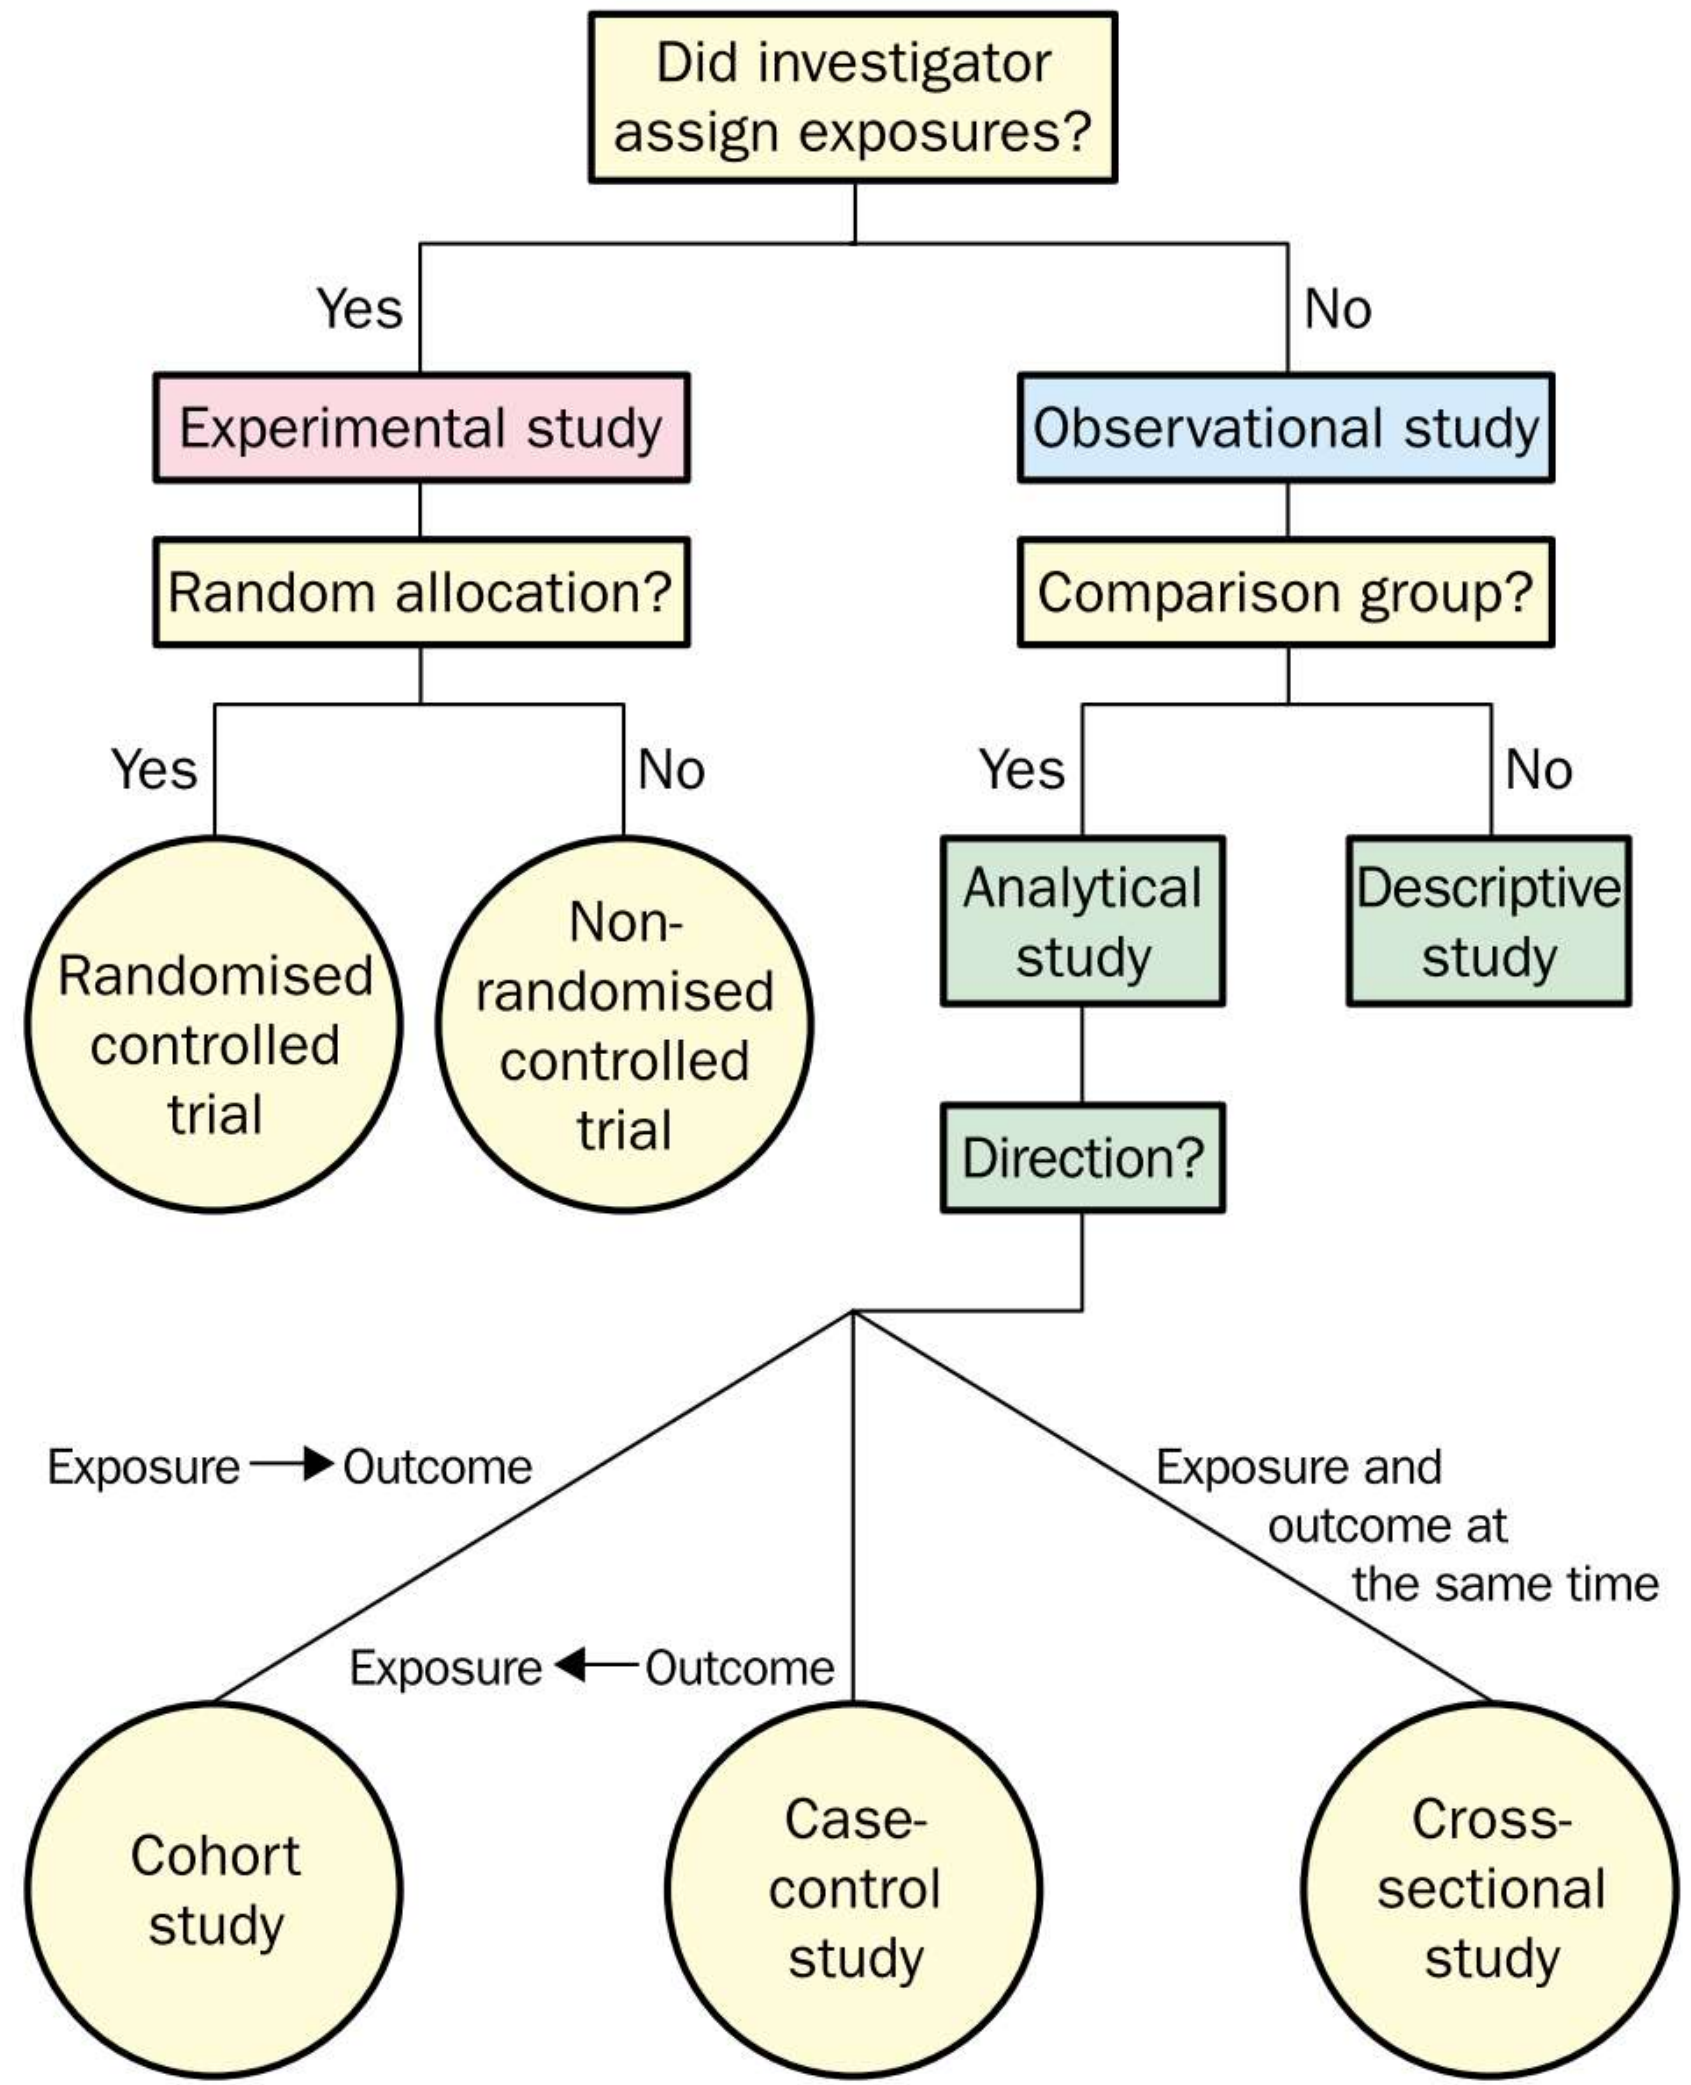 Did investigator
assign exposures?
Yes
No
Experimental study
Observational study
Random allocation?
Comparison group?
Yes
No
Yes
No
Randomised
controlled
trial
Non-
randomised
controlled
trial
Analytical
study
Descriptive
study
Direction?
Exposure → Outcome
Exposure and
outcome at
the same time
Exposure ← Outcome
Cohort
study
Case-
control
study
Cross-
sectional
study